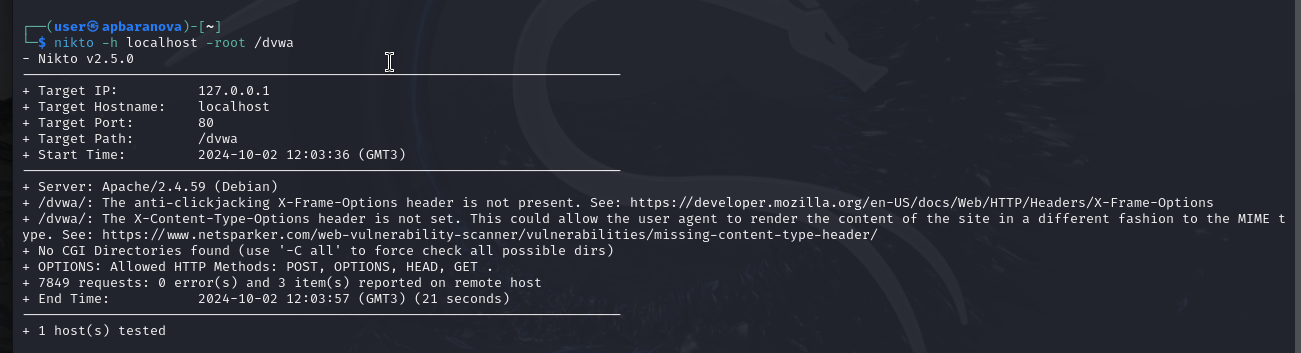 ┌──(user㉿apbaranova)-[~]
└─$ nikto -h localhost -root /dvwa
- Nikto v2.5.0
+ Target IP:          127.0.0.1
+ Target Hostname:    localhost
+ Target Port:        80
+ Target Path:        /dvwa
+ Start Time:         2024-10-02 12:03:36 (GMT3)
+ Server: Apache/2.4.59 (Debian)
+ /dvwa/: The anti-clickjacking X-Frame-Options header is not present. See: https://developer.mozilla.org/en-US/docs/Web/HTTP/Headers/X-Frame-Options
+ /dvwa/: The X-Content-Type-Options header is not set. This could allow the user agent to render the content of the site in a different fashion to the MIME t
ype. See: https://www.netsparker.com/web-vulnerability-scanner/vulnerabilities/missing-content-type-header/
+ No CGI Directories found (use '-C all' to force check all possible dirs)
+ OPTIONS: Allowed HTTP Methods: POST, OPTIONS, HEAD, GET .
+ 7849 requests: 0 error(s) and 3 item(s) reported on remote host
+ End Time:           2024-10-02 12:03:57 (GMT3) (21 seconds)
+ 1 host(s) tested